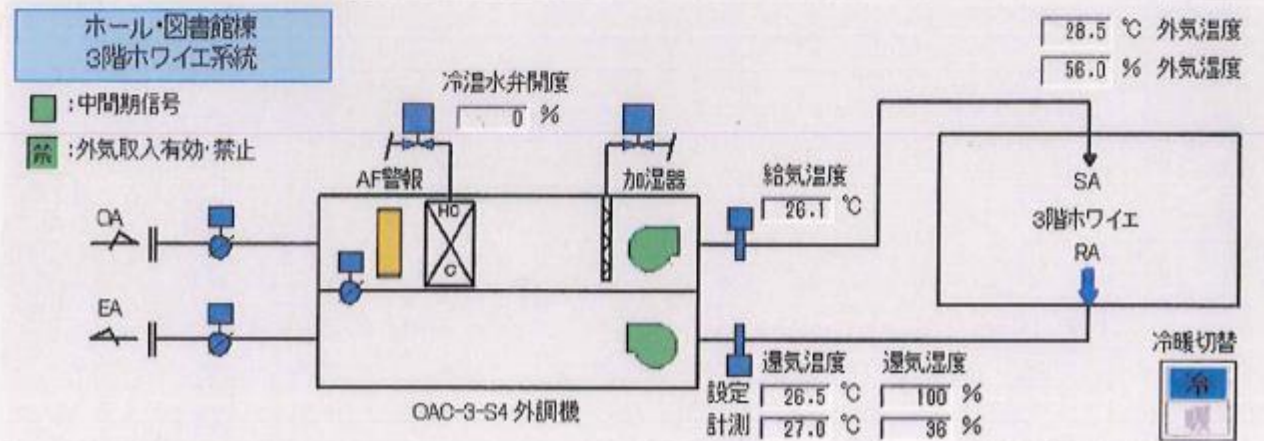 ホール・図書館棟
3階ホワイエ系統
:中間期信号
禁 :外気取入有効・禁止
28.5 ℃ 外気温度
56.0 % 外気湿度
冷温水弁開度
0 %
AF警報
加湿器
給気温度
26.1 ℃
OA
EA
HC
C
SA
3階ホワイエ
RA
OAC-3-S4 外調機
還気温度 還気湿度
設定 26.5 ℃ 100 %
計測 27.0 ℃ 36 %
冷暖切替
冷
暖